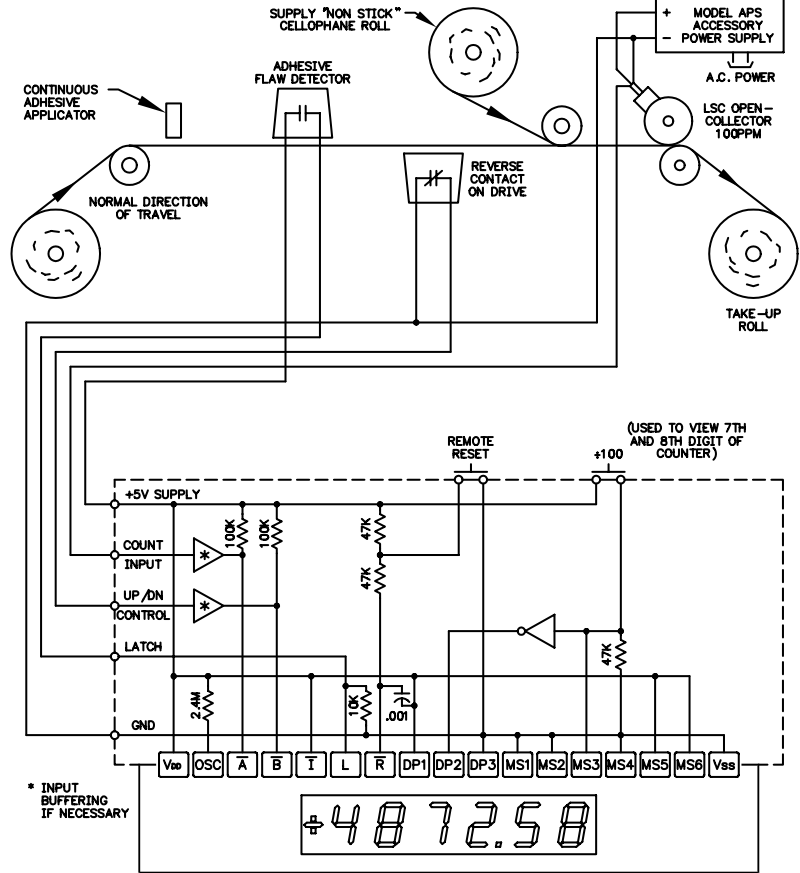 SUPPLY "NON STICK"
CELLOPHANE ROLL
+ MODEL APS
ACCESSORY
- POWER SUPPLY
A.C. POWER
ADHESIVE
FLAW DETECTOR
CONTINUOUS
ADHESIVE
APPLICATOR
LSC OPEN-
COLLECTOR
100PPM
REVERSE
CONTACT
ON DRIVE
NORMAL DIRECTION
OF TRAVEL
TAKE-UP
ROLL
(USED TO VIEW 7TH
AND 8TH DIGIT OF
COUNTER)
REMOTE
RESET
÷100
+5V SUPPLY
100K
100K
47K
COUNT
INPUT
*
47K
UP/DN
CONTROL
*
47K
LATCH
2.4M
10K
.001
GND
VDD OSC A̅ B̅ I̅ L R̅ DP1 DP2 DP3 MS1 MS2 MS3 MS4 MS5 MS6 VSS
* INPUT
BUFFERING
IF NECESSARY
+4872.58